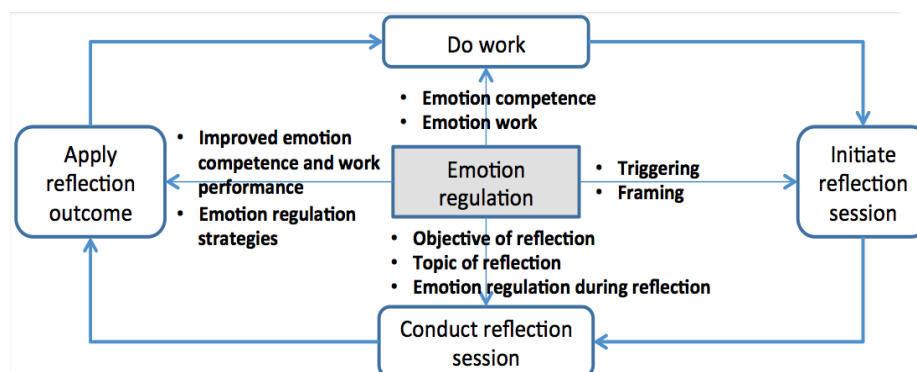 Do work
• Emotion competence
• Emotion work
Apply
reflection
outcome
• Improved emotion
competence and work
performance
• Emotion regulation
strategies
Emotion
regulation
• Triggering
• Framing
Initiate
reflection
session
• Objective of reflection
• Topic of reflection
• Emotion regulation during reflection
Conduct reflection
session